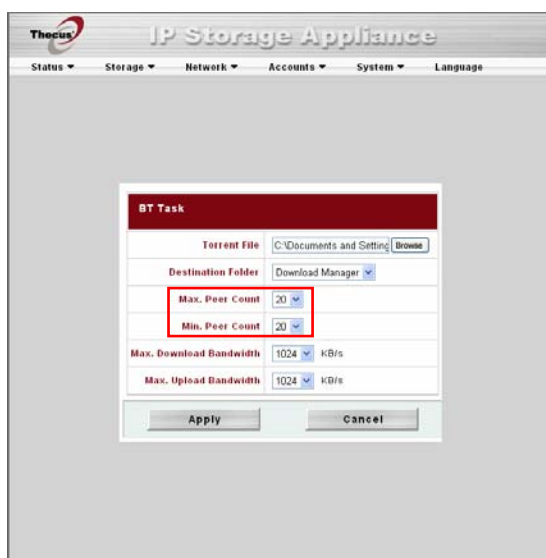 Thecus
IP Storage Appliance
Status Storage Network Accounts System Language
BT Task
Torrent File C:\Documents and Setting Browse
Destination Folder Download Manager
Max. Peer Count 20
Min. Peer Count 20
Max. Download Bandwidth 1024 KB/s
Max. Upload Bandwidth 1024 KB/s
Apply Cancel